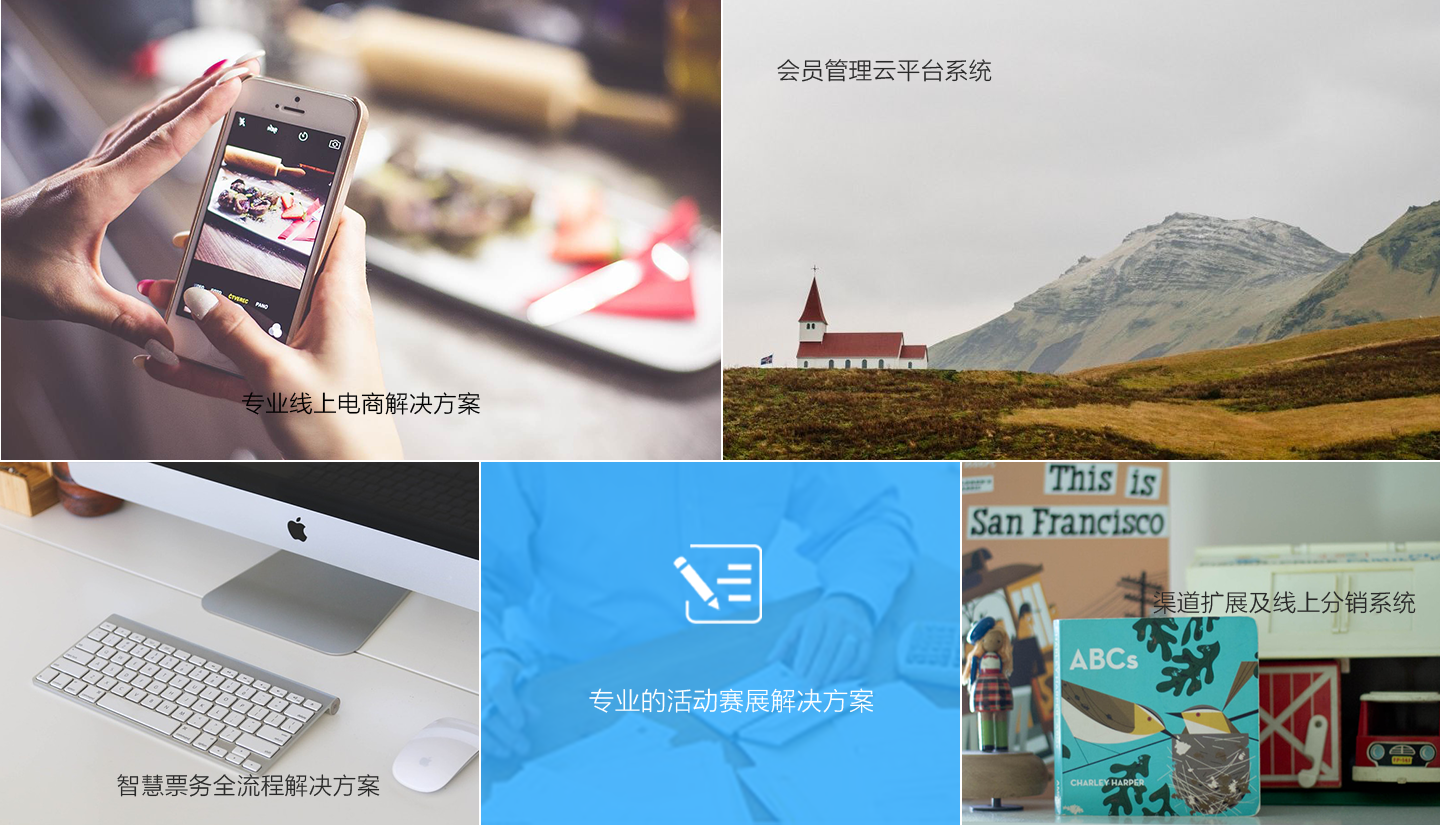 会员管理云平台系统
ČTVEREC
PANO
专业线上电商解决方案
This is
San Francisco
渠道扩展及线上分销系统
ABCs
专业的活动赛展解决方案
CHARLEY HARPER
智慧票务全流程解决方案